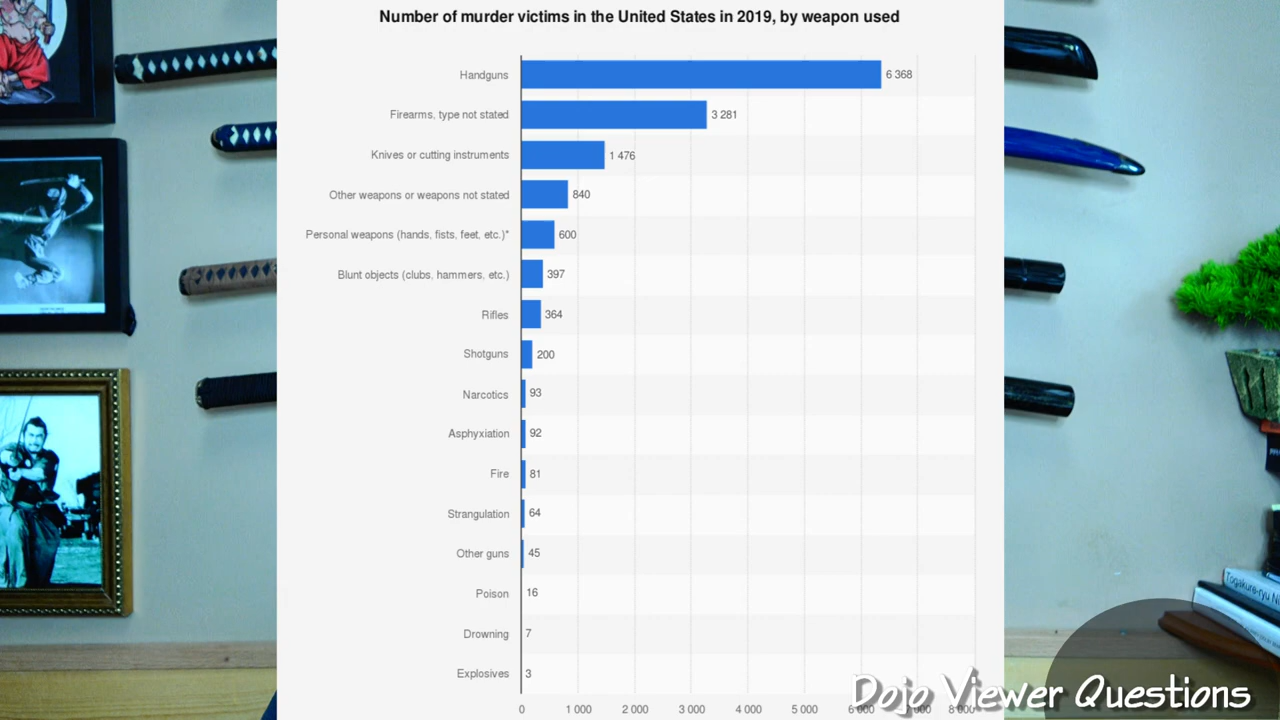 Number of murder victims in the United States in 2019, by weapon used
Handguns 6 368
Firearms, type not stated 3 281
Knives or cutting instruments 1 476
Other weapons or weapons not stated 840
Personal weapons (hands, fists, feet, etc.)* 600
Blunt objects (clubs, hammers, etc.) 397
Rifles 364
Shotguns 200
Narcotics 93
Asphyxiation 92
Fire 81
Strangulation 64
Other guns 45
Poison 16
Drowning 7
Explosives 3
0 1 000 2 000 3 000 4 000 5 000 6 000 7 000 8 000
Togakure-ryu
Dojo Viewer Questions